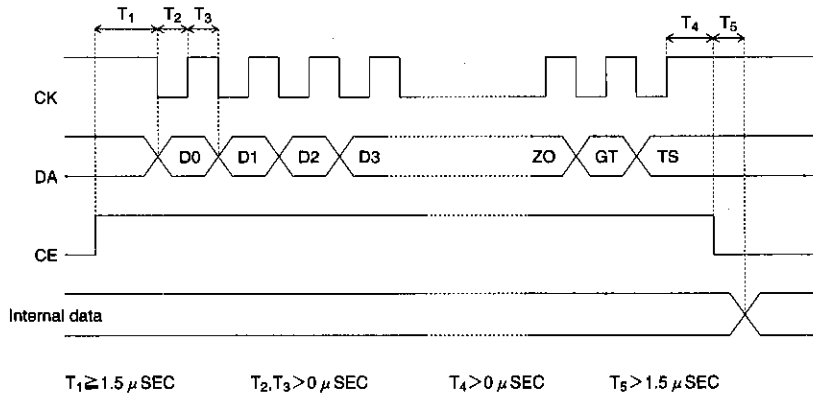 T₁ T₂ T₃ T₄ T₅
CK
DA D0 D1 D2 D3 ZO GT TS
CE
Internal data
T₁≧1.5 μSEC T₂,T₃>0 μSEC T₄>0 μSEC T₅>1.5 μSEC